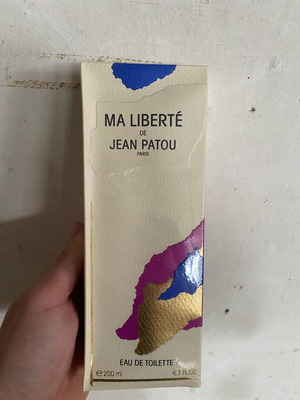 MA LIBERTÉ
DE
JEAN PATOU
PARIS
EAU DE TOILETTE
e 200 ml 6.7 FL.OZ.